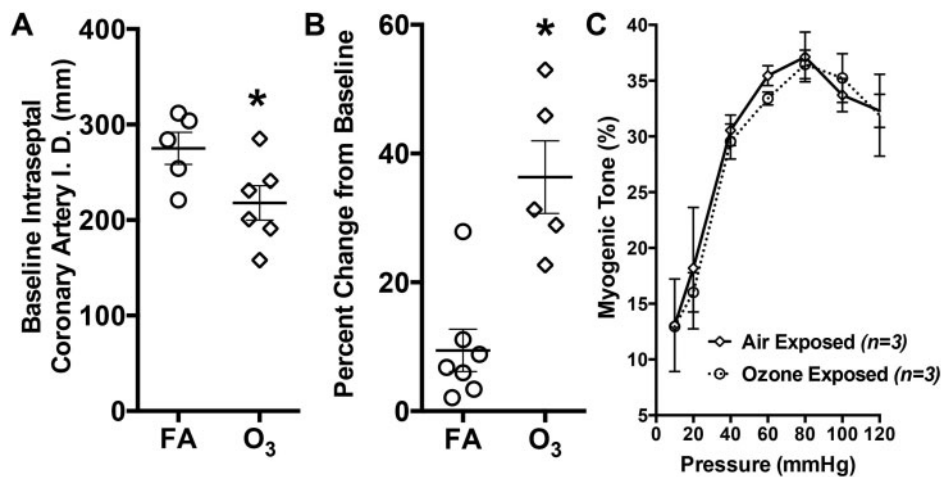 A
Baseline Intraseptal
Coronary Artery I. D. (mm)
400
300
200
100
0
*
FA
O₃
B
Percent Change from Baseline
60
40
20
0
*
FA
O₃
C
Myogenic Tone (%)
40
35
30
25
20
15
10
5
Air Exposed (n=3)
Ozone Exposed (n=3)
0
20
40
60
80
100
120
Pressure (mmHg)